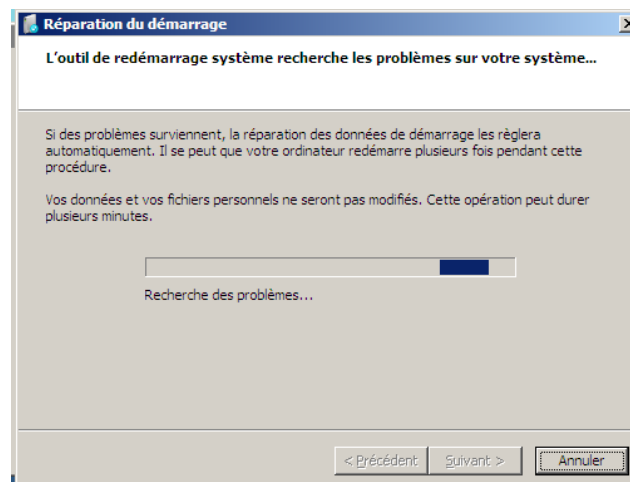 Réparation du démarrage
L'outil de redémarrage système recherche les problèmes sur votre système...
Si des problèmes surviennent, la réparation des données de démarrage les règlera
automatiquement. Il se peut que votre ordinateur redémarre plusieurs fois pendant cette
procédure.
Vos données et vos fichiers personnels ne seront pas modifiés. Cette opération peut durer
plusieurs minutes.
Recherche des problèmes...
< Précédent Suivant > Annuler